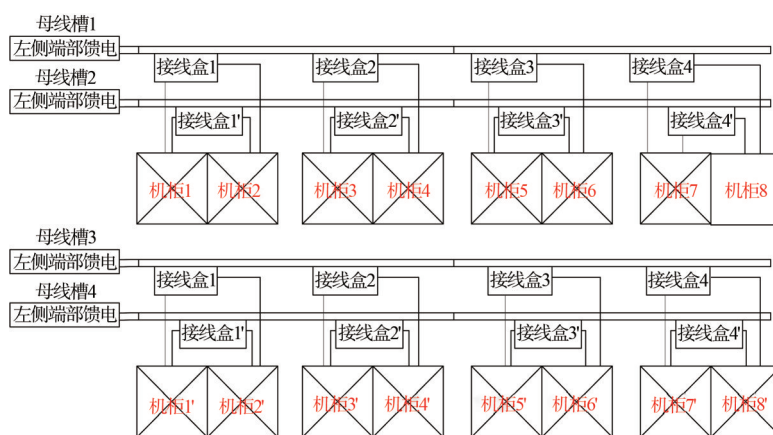 母线槽1
左侧端部馈电
接线盒1 接线盒2 接线盒3 接线盒4
母线槽2
左侧端部馈电
接线盒1' 接线盒2' 接线盒3' 接线盒4'
机柜1 机柜2 机柜3 机柜4 机柜5 机柜6 机柜7 机柜8
母线槽3
左侧端部馈电
接线盒1 接线盒2 接线盒3 接线盒4
母线槽4
左侧端部馈电
接线盒1' 接线盒2' 接线盒3' 接线盒4'
机柜1' 机柜2' 机柜3' 机柜4' 机柜5' 机柜6' 机柜7' 机柜8'